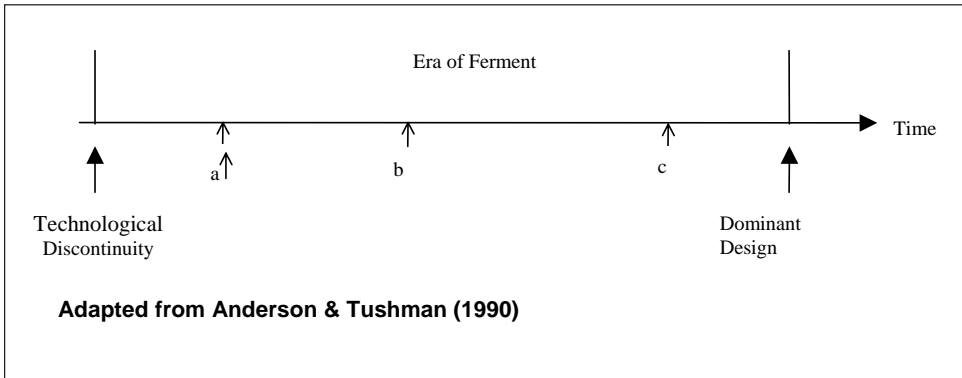 Era of Ferment
Time
a
b
c
Technological
Discontinuity
Dominant
Design
Adapted from Anderson & Tushman (1990)